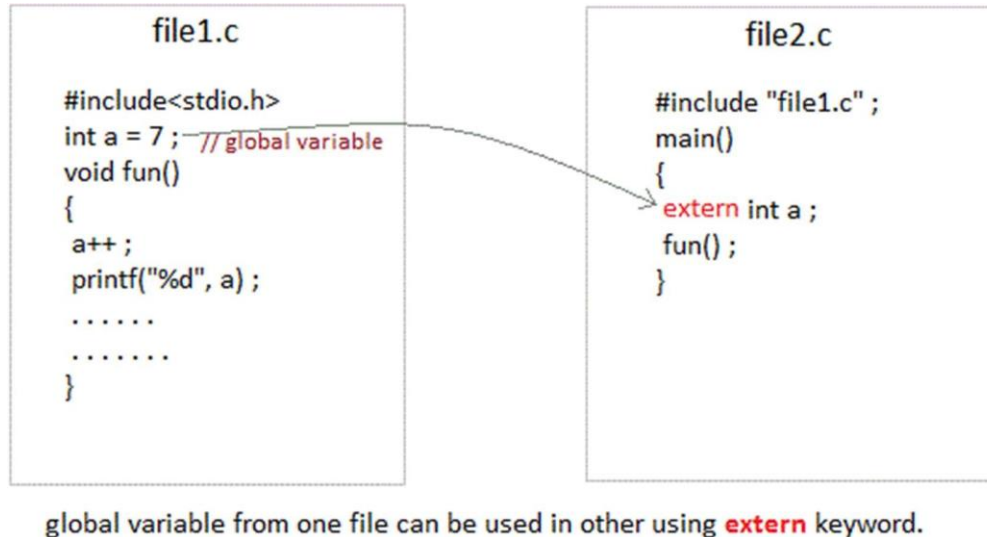 file1.c
#include<stdio.h>
int a = 7 ; // global variable
void fun()
{
a++ ;
printf("%d", a) ;
. . . . . .
. . . . . . .
}
file2.c
#include "file1.c" ;
main()
{
extern int a ;
fun() ;
}
global variable from one file can be used in other using extern keyword.